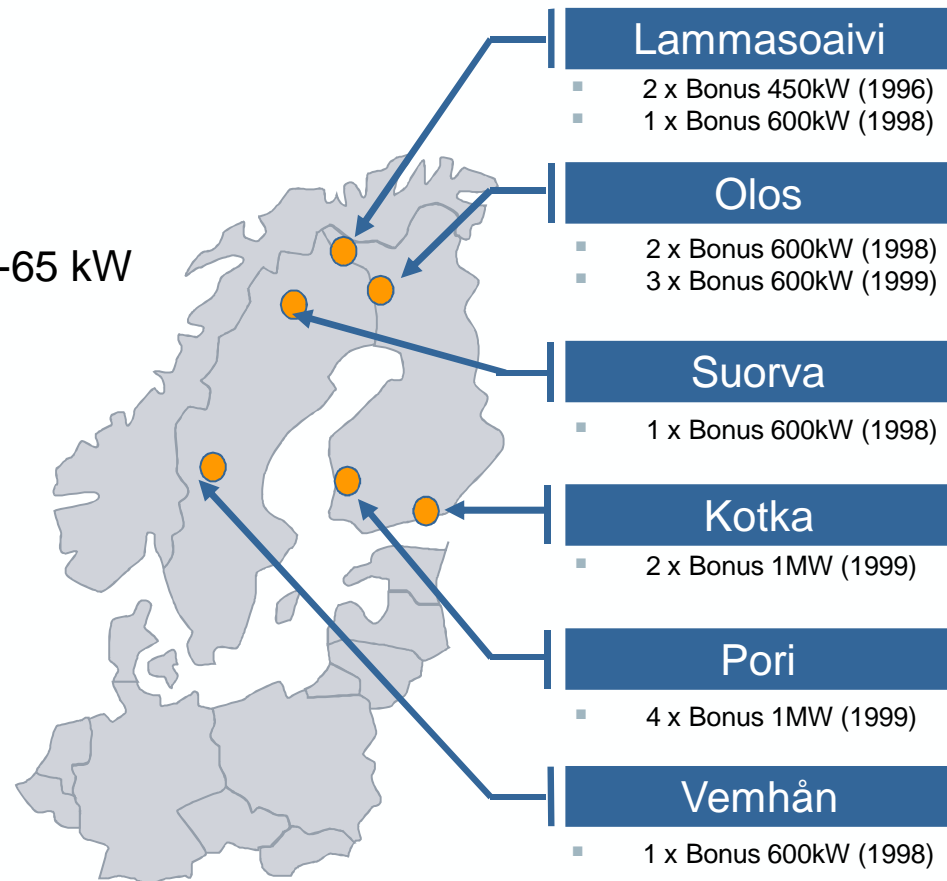 -65 kW
Lammasoaivi
▪ 2 x Bonus 450kW (1996)
▪ 1 x Bonus 600kW (1998)
Olos
▪ 2 x Bonus 600kW (1998)
▪ 3 x Bonus 600kW (1999)
Suorva
▪ 1 x Bonus 600kW (1998)
Kotka
▪ 2 x Bonus 1MW (1999)
Pori
▪ 4 x Bonus 1MW (1999)
Vemhån
▪ 1 x Bonus 600kW (1998)